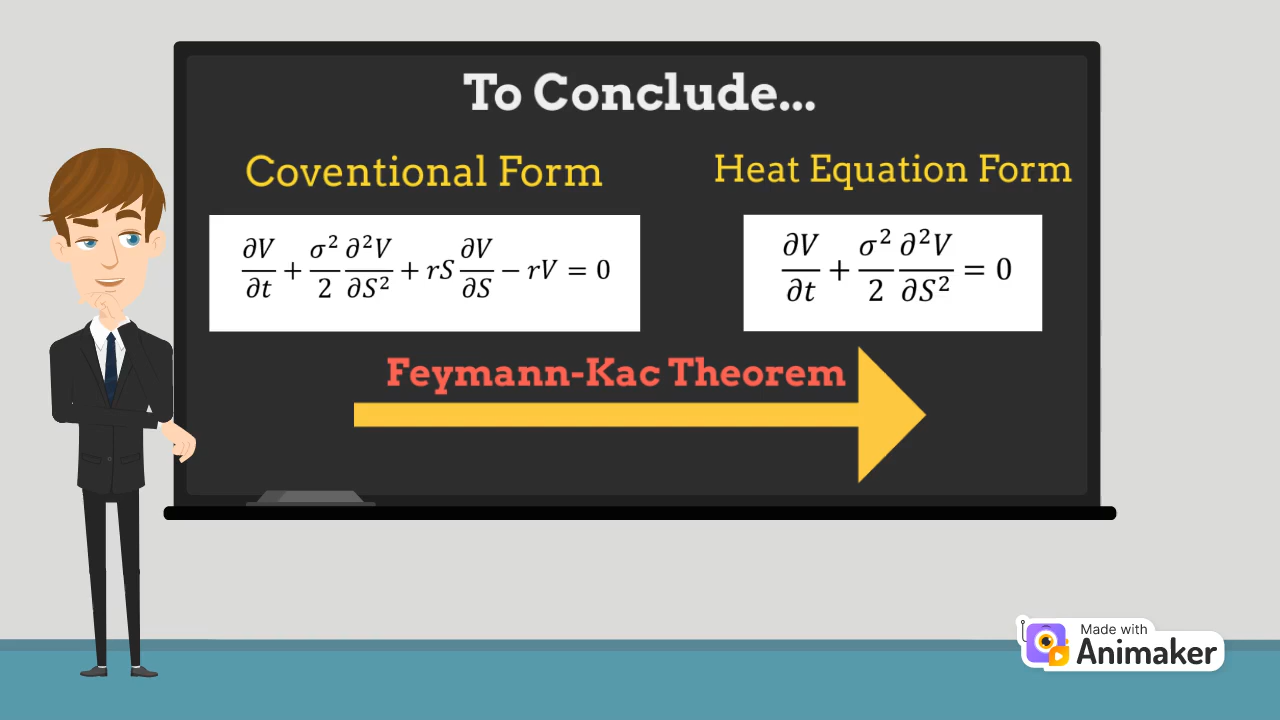 To Conclude...
Coventional Form
Heat Equation Form
∂V/∂t + σ²/2 ∂²V/∂S² + rS ∂V/∂S − rV = 0
∂V/∂t + σ²/2 ∂²V/∂S² = 0
Feymann-Kac Theorem
Made with
Animaker